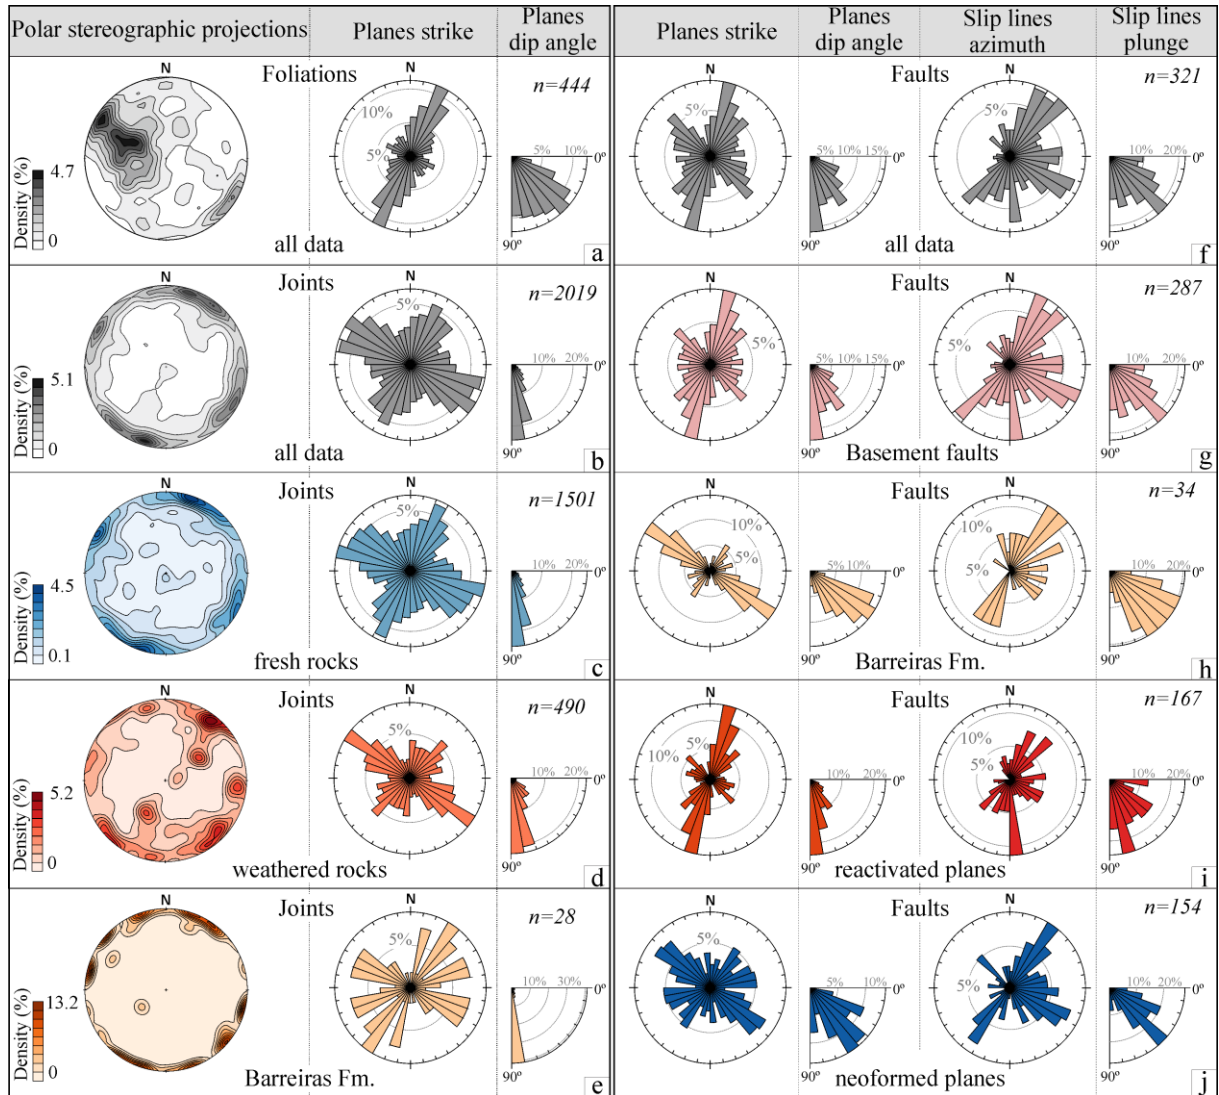 Polar stereographic projections
Planes strike
Planes
dip angle
Planes strike
Planes
dip angle
Slip lines
azimuth
Slip lines
plunge
N
Foliations
N
n=444
10%
5%
5%
10%
0º
90º
Density (%)
4.7
0
all data
a
N
Faults
N
n=321
5%
5%
10%
15%
0º
90º
5%
10%
20%
0º
90º
all data
f
N
Joints
N
n=2019
5%
10%
20%
0º
90º
Density (%)
5.1
0
all data
b
N
Faults
N
n=287
5%
5%
10%
15%
0º
90º
5%
10%
20%
0º
90º
Basement faults
g
N
Joints
N
n=1501
5%
10%
20%
0º
90º
Density (%)
4.5
0.1
fresh rocks
c
N
Faults
N
n=34
10%
5%
5%
10%
0º
90º
10%
5%
10%
20%
0º
90º
Barreiras Fm.
h
N
Joints
N
n=490
5%
10%
20%
0º
90º
Density (%)
5.2
0
weathered rocks
d
N
Faults
N
n=167
5%
10%
10%
20%
0º
90º
10%
5%
10%
20%
0º
90º
reactivated planes
i
N
Joints
N
n=28
5%
10%
30%
0º
90º
Density (%)
13.2
0
Barreiras Fm.
e
N
Faults
N
n=154
5%
5%
10%
0º
90º
5%
10%
20%
0º
90º
neoformed planes
j